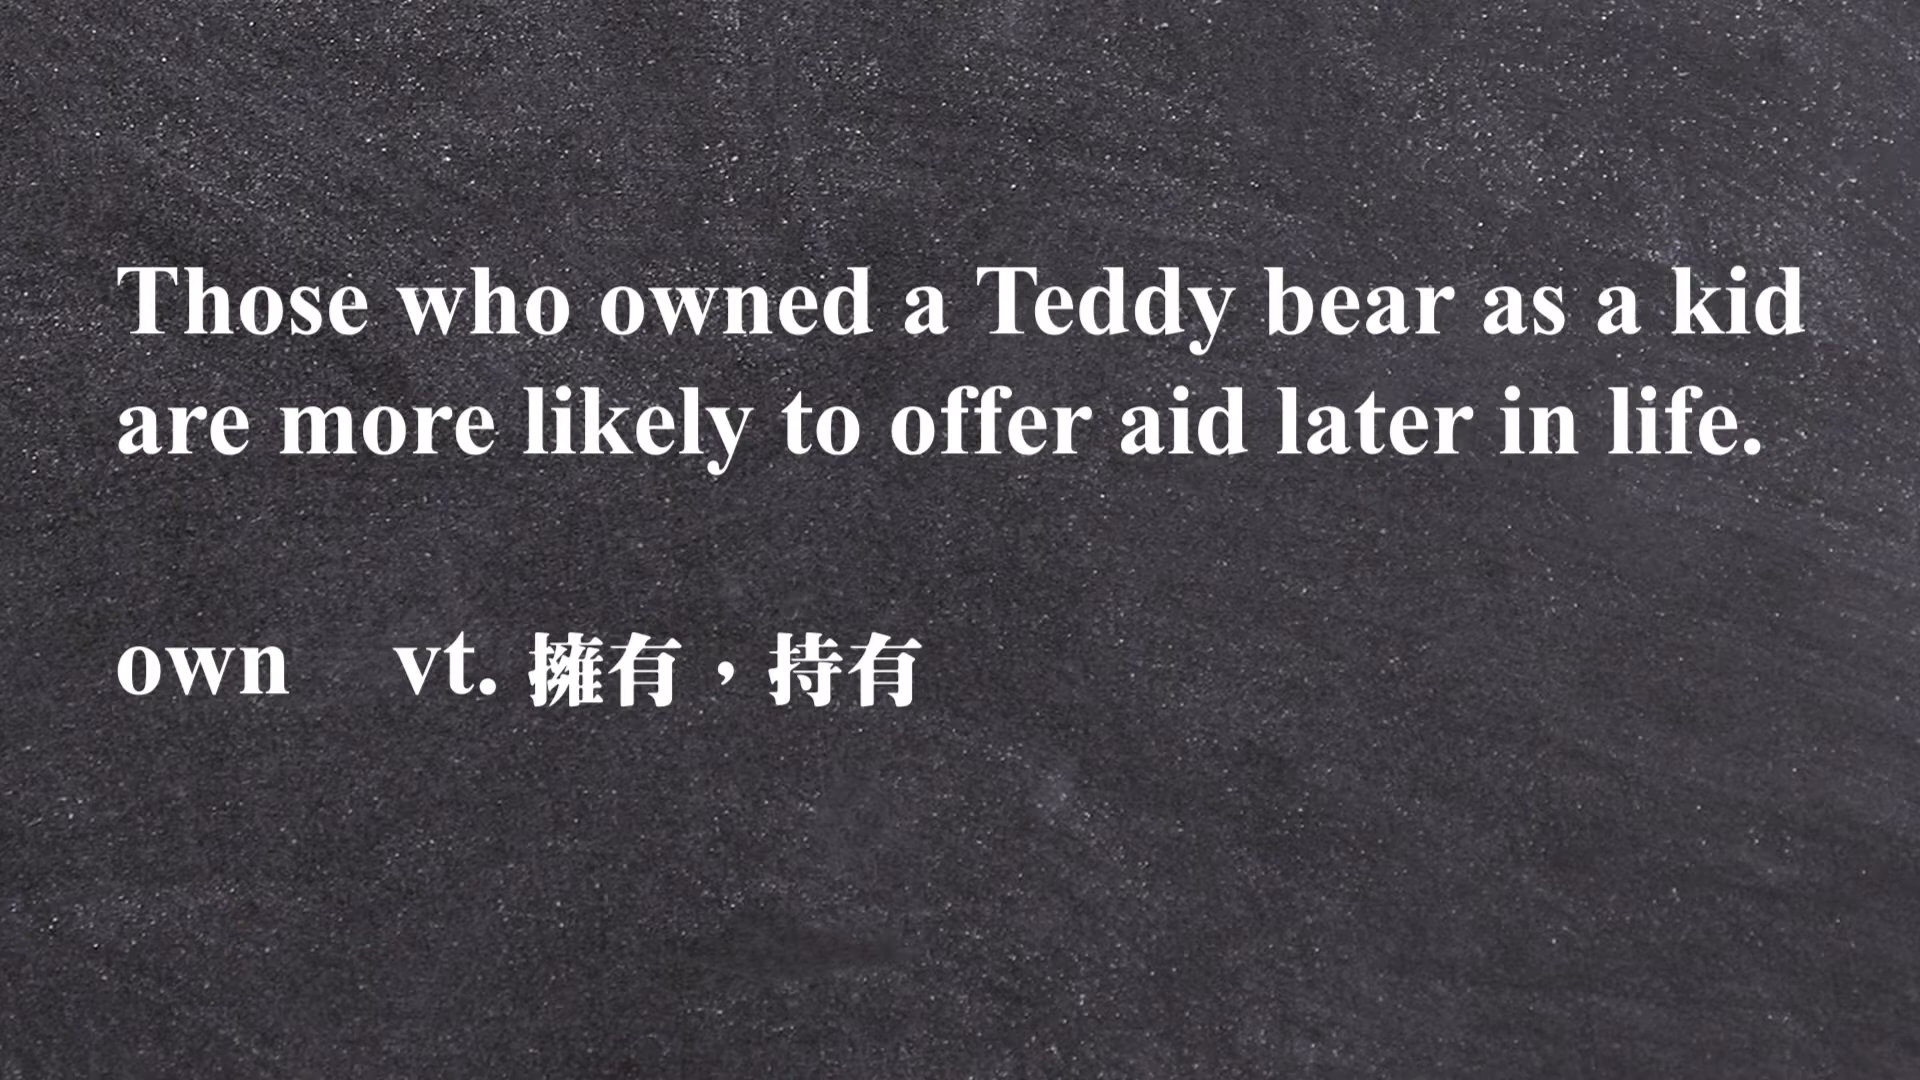 Those who owned a Teddy bear as a kid
are more likely to offer aid later in life.
own vt. 擁有，持有